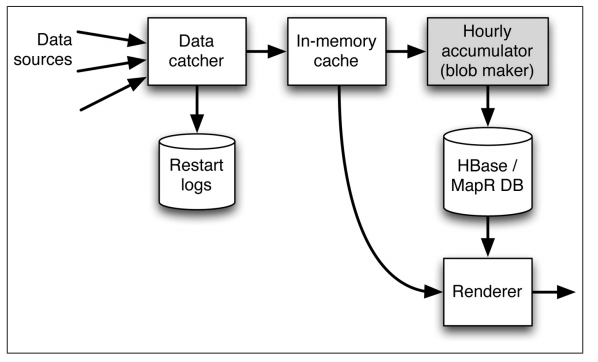 Data
sources
Data
catcher
In-memory
cache
Hourly
accumulator
(blob maker)
Restart
logs
HBase /
MapR DB
Renderer